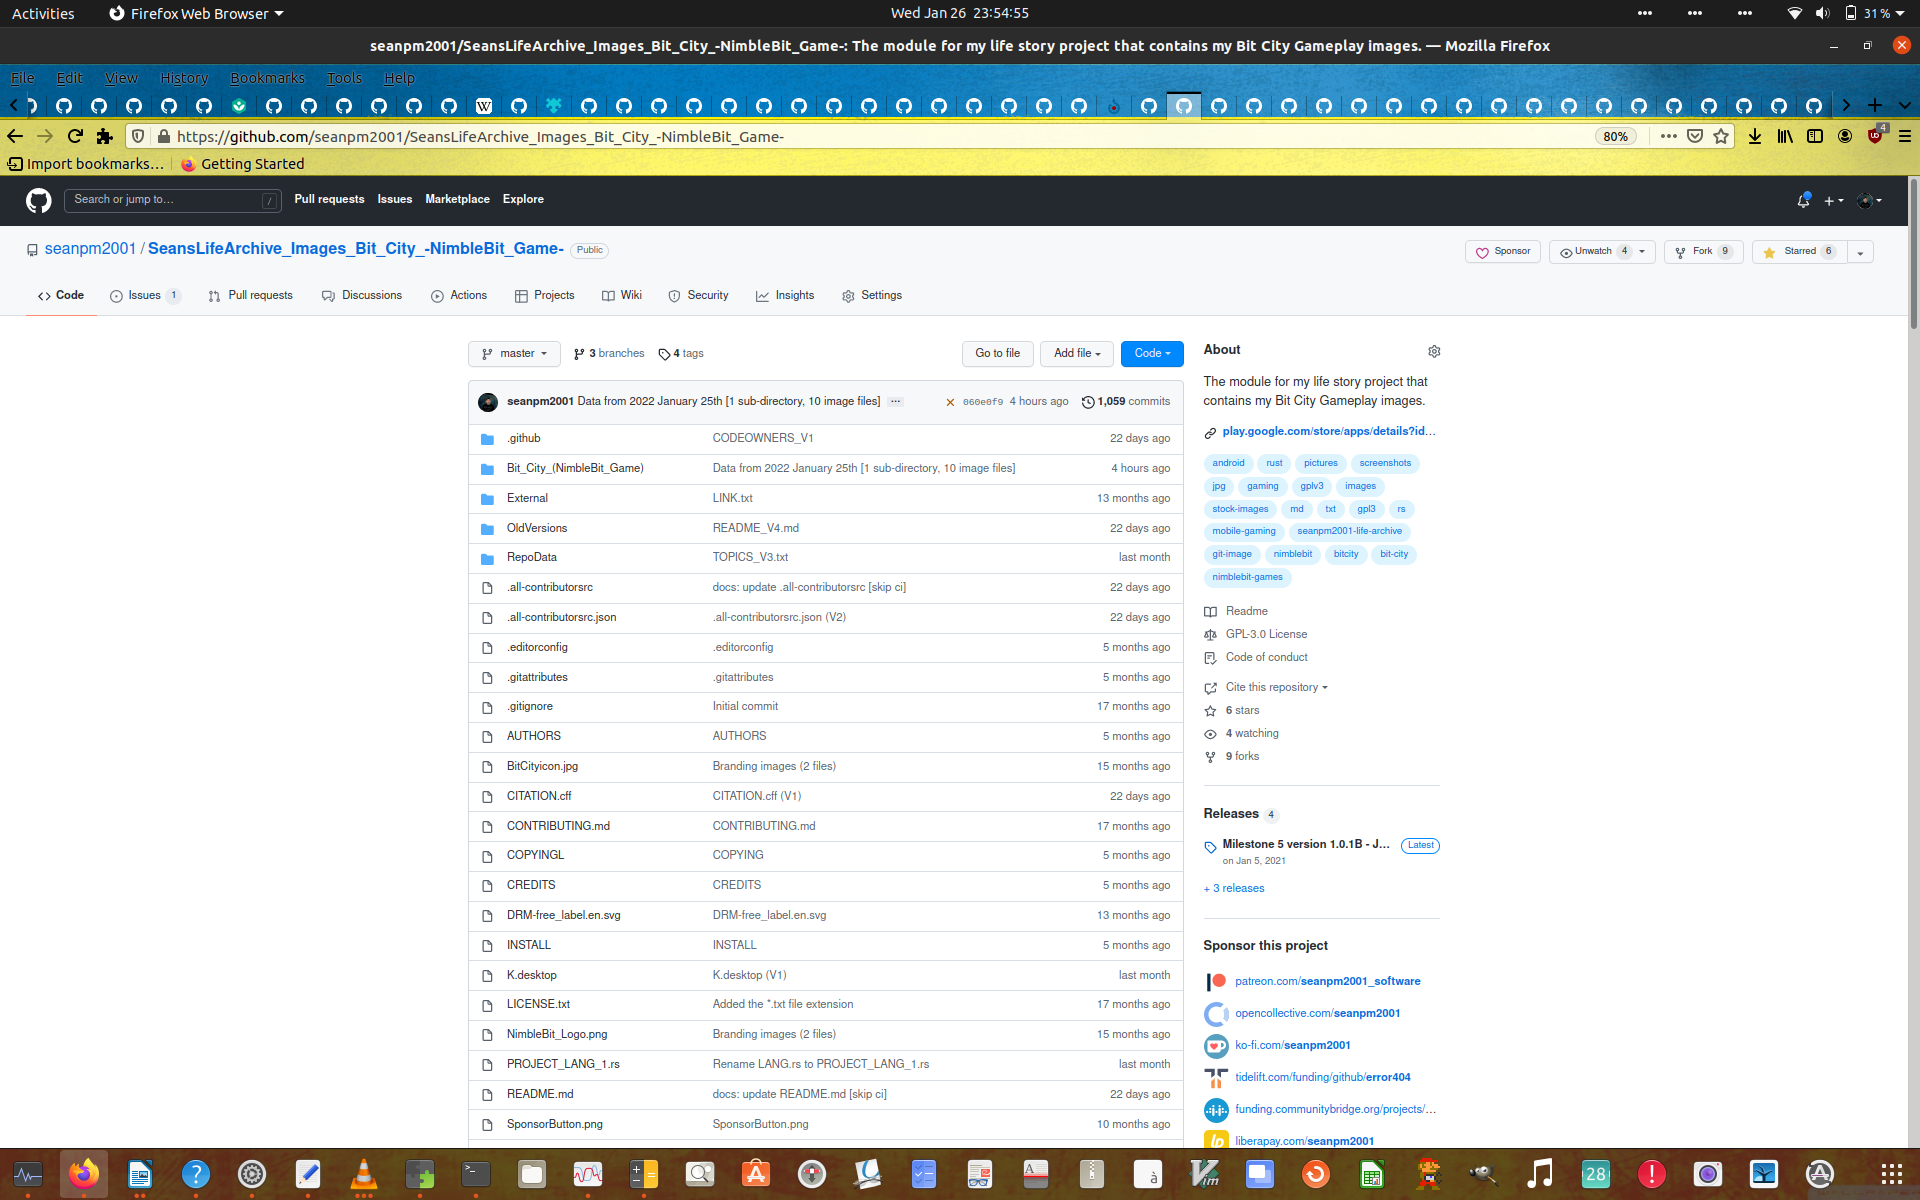 Activities
Firefox Web Browser
Wed Jan 26 23:54:55
31 %
seanpm2001/SeansLifeArchive_Images_Bit_City_-NimbleBit_Game-: The module for my life story project that contains my Bit City Gameplay images. — Mozilla Firefox
File Edit View History Bookmarks Tools Help
https://github.com/seanpm2001/SeansLifeArchive_Images_Bit_City_-NimbleBit_Game-
80%
4
Import bookmarks… Getting Started
Search or jump to… /
Pull requests Issues Marketplace Explore
seanpm2001 / SeansLifeArchive_Images_Bit_City_-NimbleBit_Game- Public
Sponsor Unwatch 4 Fork 9 Starred 6
Code Issues 1 Pull requests Discussions Actions Projects Wiki Security Insights Settings
master 3 branches 4 tags Go to file Add file Code
seanpm2001 Data from 2022 January 25th [1 sub-directory, 10 image files] ... 060e0f9 4 hours ago 1,059 commits
.github CODEOWNERS_V1 22 days ago
Bit_City_(NimbleBit_Game) Data from 2022 January 25th [1 sub-directory, 10 image files] 4 hours ago
External LINK.txt 13 months ago
OldVersions README_V4.md 22 days ago
RepoData TOPICS_V3.txt last month
.all-contributorsrc docs: update .all-contributorsrc [skip ci] 22 days ago
.all-contributorsrc.json .all-contributorsrc.json (V2) 22 days ago
.editorconfig .editorconfig 5 months ago
.gitattributes .gitattributes 5 months ago
.gitignore Initial commit 17 months ago
AUTHORS AUTHORS 5 months ago
BitCityicon.jpg Branding images (2 files) 15 months ago
CITATION.cff CITATION.cff (V1) 22 days ago
CONTRIBUTING.md CONTRIBUTING.md 17 months ago
COPYINGL COPYING 5 months ago
CREDITS CREDITS 5 months ago
DRM-free_label.en.svg DRM-free_label.en.svg 13 months ago
INSTALL INSTALL 5 months ago
K.desktop K.desktop (V1) last month
LICENSE.txt Added the *.txt file extension 17 months ago
NimbleBit_Logo.png Branding images (2 files) 15 months ago
PROJECT_LANG_1.rs Rename LANG.rs to PROJECT_LANG_1.rs last month
README.md docs: update README.md [skip ci] 22 days ago
SponsorButton.png SponsorButton.png 10 months ago
About
The module for my life story project that
contains my Bit City Gameplay images.
play.google.com/store/apps/details?id…
android rust pictures screenshots
jpg gaming gplv3 images
stock-images md txt gpl3 rs
mobile-gaming seanpm2001-life-archive
git-image nimblebit bitcity bit-city
nimblebit-games
Readme
GPL-3.0 License
Code of conduct
Cite this repository
6 stars
4 watching
9 forks
Releases 4
Milestone 5 version 1.0.1B - J… Latest
on Jan 5, 2021
+ 3 releases
Sponsor this project
patreon.com/seanpm2001_software
opencollective.com/seanpm2001
ko-fi.com/seanpm2001
tidelift.com/funding/github/error404
funding.communitybridge.org/projects/…
liberapay.com/seanpm2001
28